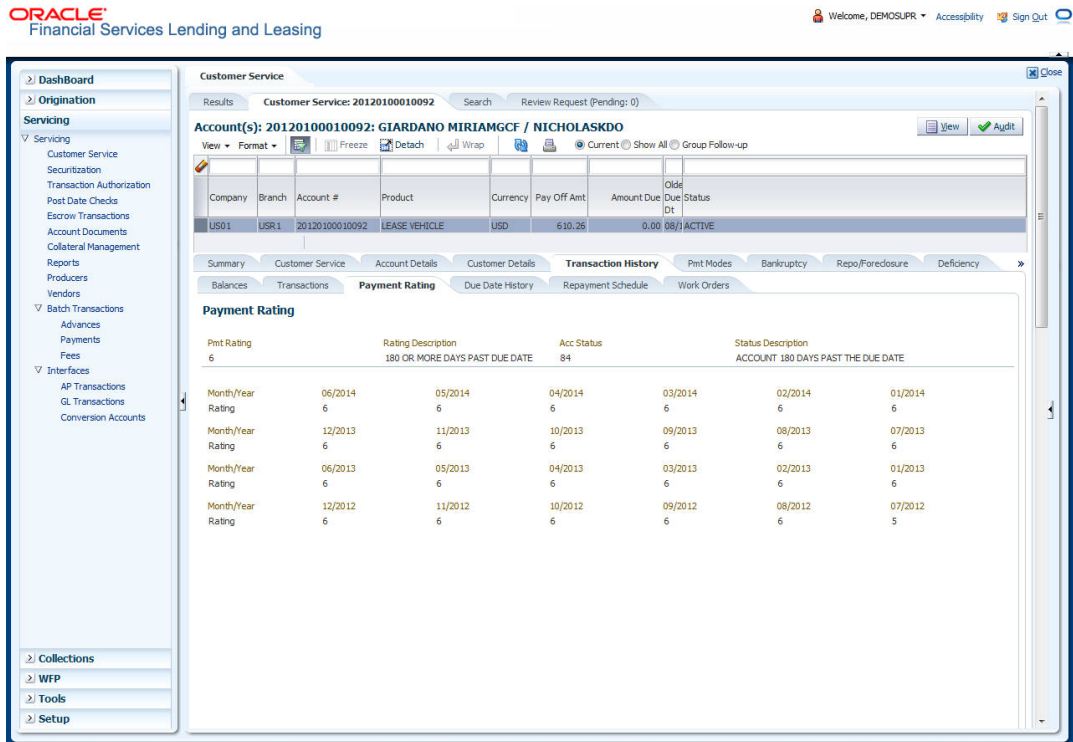 ORACLE®
Financial Services Lending and Leasing
Welcome, DEMOSUPR
Accessibility
Sign Out
DashBoard
Origination
Servicing
Servicing
Customer Service
Securitization
Transaction Authorization
Post Date Checks
Escrow Transactions
Account Documents
Collateral Management
Reports
Producers
Vendors
Batch Transactions
Advances
Payments
Fees
Interfaces
AP Transactions
GL Transactions
Conversion Accounts
Collections
WFP
Tools
Setup
Customer Service
Close
Results Customer Service: 20120100010092 Search Review Request (Pending: 0)
Account(s): 20120100010092: GIARDANO MIRIAMGCF / NICHOLASKDO
View Audit
View Format Freeze Detach Wrap Current Show All Group Follow-up
Company Branch Account # Product Currency Pay Off Amt Amount Due Olde Due Dt Status
US01 USR1 20120100010092 LEASE VEHICLE USD 610.26 0.00 08/1 ACTIVE
Summary Customer Service Account Details Customer Details Transaction History Pmt Modes Bankruptcy Repo/Foreclosure Deficiency »
Balances Transactions Payment Rating Due Date History Repayment Schedule Work Orders
Payment Rating
Pmt Rating Rating Description Acc Status Status Description
6 180 OR MORE DAYS PAST DUE DATE 84 ACCOUNT 180 DAYS PAST THE DUE DATE
Month/Year 06/2014 05/2014 04/2014 03/2014 02/2014 01/2014
Rating 6 6 6 6 6 6
Month/Year 12/2013 11/2013 10/2013 09/2013 08/2013 07/2013
Rating 6 6 6 6 6 6
Month/Year 06/2013 05/2013 04/2013 03/2013 02/2013 01/2013
Rating 6 6 6 6 6 6
Month/Year 12/2012 11/2012 10/2012 09/2012 08/2012 07/2012
Rating 6 6 6 6 6 5